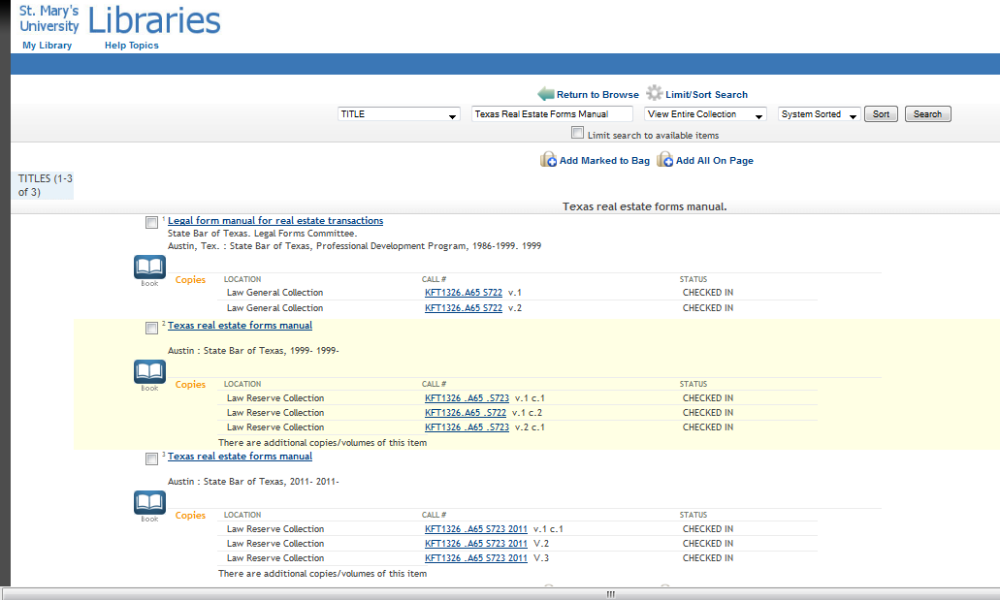 St. Mary's University Libraries
My Library Help Topics
Return to Browse Limit/Sort Search
TITLE Texas Real Estate Forms Manual View Entire Collection System Sorted Sort Search
Limit search to available items
Add Marked to Bag Add All On Page
TITLES (1-3
of 3)
Texas real estate forms manual.
1 Legal form manual for real estate transactions
State Bar of Texas. Legal Forms Committee.
Austin, Tex. : State Bar of Texas, Professional Development Program, 1986-1999. 1999
Book
Copies LOCATION CALL # STATUS
Law General Collection KFT1326.A65 S722 v.1 CHECKED IN
Law General Collection KFT1326.A65 S722 v.2 CHECKED IN
2 Texas real estate forms manual
Austin : State Bar of Texas, 1999- 1999-
Book
Copies LOCATION CALL # STATUS
Law Reserve Collection KFT1326 .A65 .S723 v.1 c.1 CHECKED IN
Law Reserve Collection KFT1326.A65 .S722 v.1 c.2 CHECKED IN
Law Reserve Collection KFT1326 .A65 .S723 v.2 c.1 CHECKED IN
There are additional copies/volumes of this item
3 Texas real estate forms manual
Austin : State Bar of Texas, 2011- 2011-
Book
Copies LOCATION CALL # STATUS
Law Reserve Collection KFT1326 .A65 S723 2011 v.1 c.1 CHECKED IN
Law Reserve Collection KFT1326 .A65 S723 2011 V.2 CHECKED IN
Law Reserve Collection KFT1326 .A65 S723 2011 V.3 CHECKED IN
There are additional copies/volumes of this item